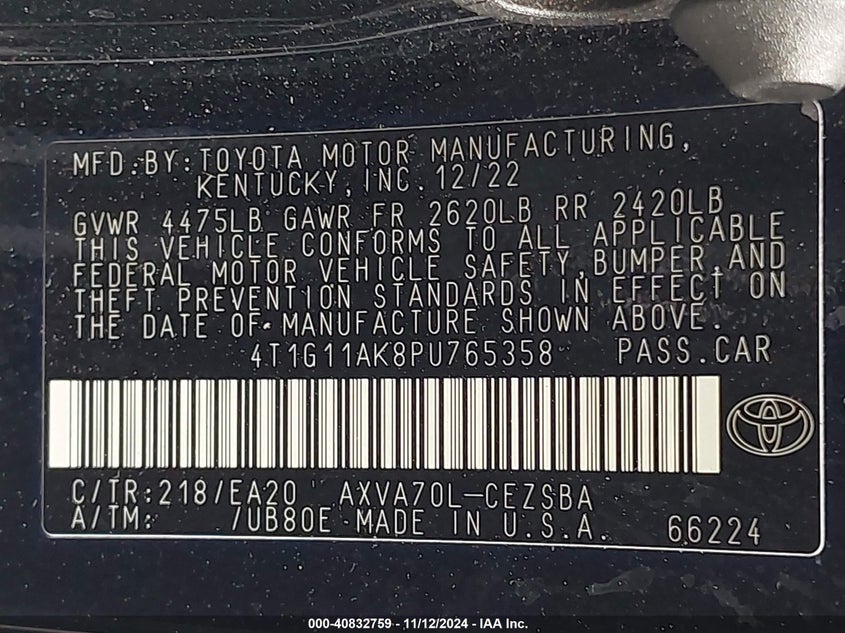 MFD.BY:TOYOTA MOTOR MANUFACTURING,
KENTUCKY, INC. 12/22
GVWR 4475LB GAWR FR 2620LB RR 2420LB
THIS VEHICLE CONFORMS TO ALL APPLICABLE
FEDERAL MOTOR VEHICLE SAFETY, BUMPER, AND
THEFT PREVENTION STANDARDS IN EFFECT ON
THE DATE OF MANUFACTURE SHOWN ABOVE.
4T1G11AK8PU765358 PASS.CAR
C/TR:218/EA20 AXVA70L-CEZSBA
A/TM: /UB80E MADE IN U.S.A. 66224
000-40832759 - 11/12/2024 - IAA Inc.